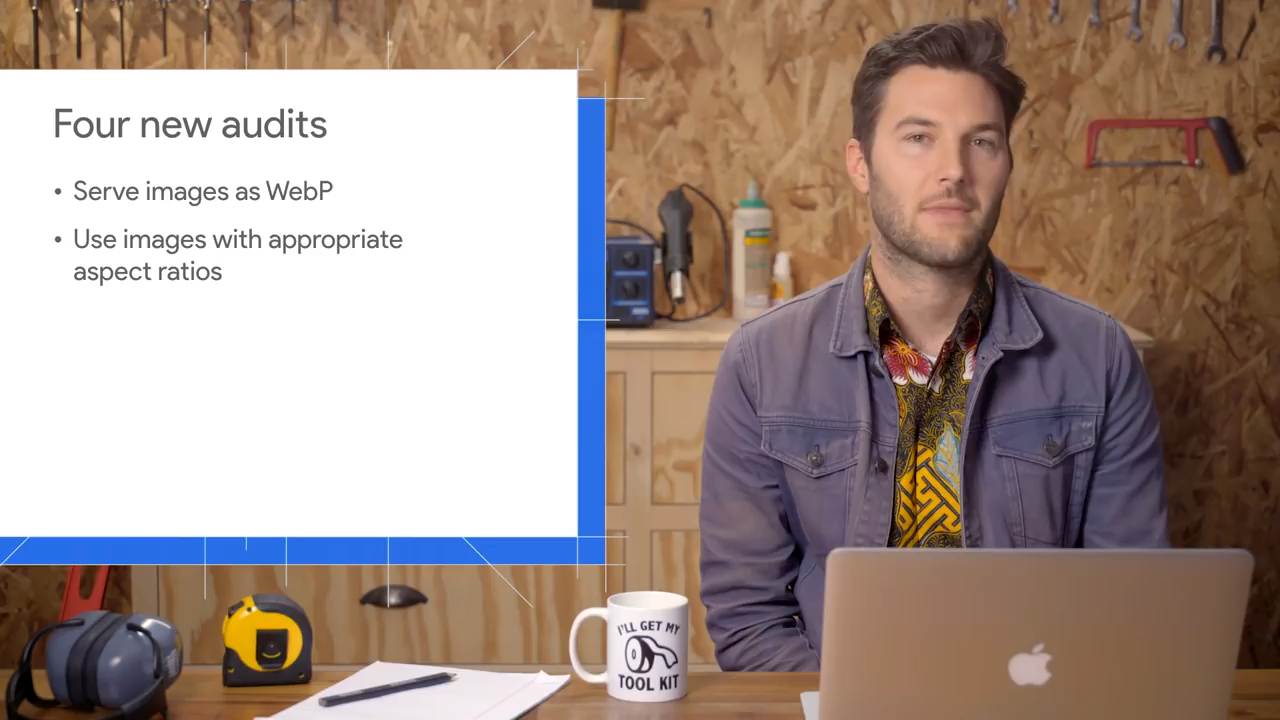 Four new audits
• Serve images as WebP
• Use images with appropriate
aspect ratios
I'LL GET MY
TOOL KIT